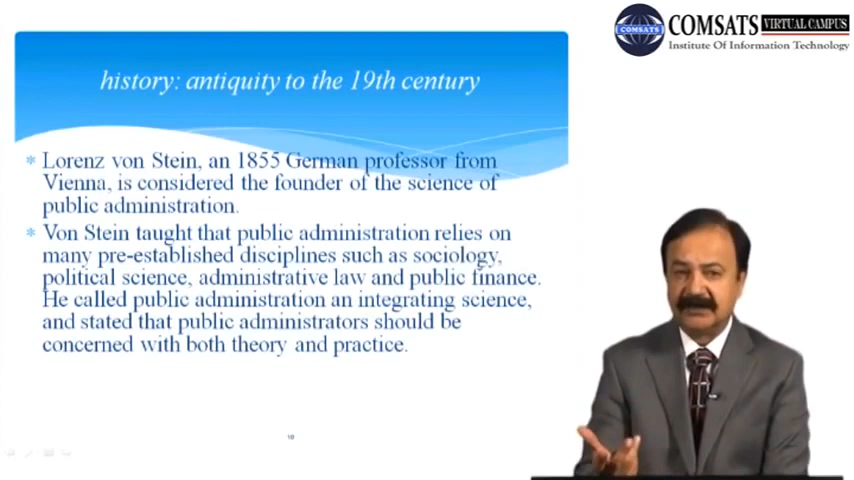 COMSATS VIRTUAL CAMPUS
COMSATS
Institute Of Information Technology
history: antiquity to the 19th century
Lorenz von Stein, an 1855 German professor from
Vienna, is considered the founder of the science of
public administration.
Von Stein taught that public administration relies on
many pre-established disciplines such as sociology,
political science, administrative law and public finance.
He called public administration an integrating science,
and stated that public administrators should be
concerned with both theory and practice.
10